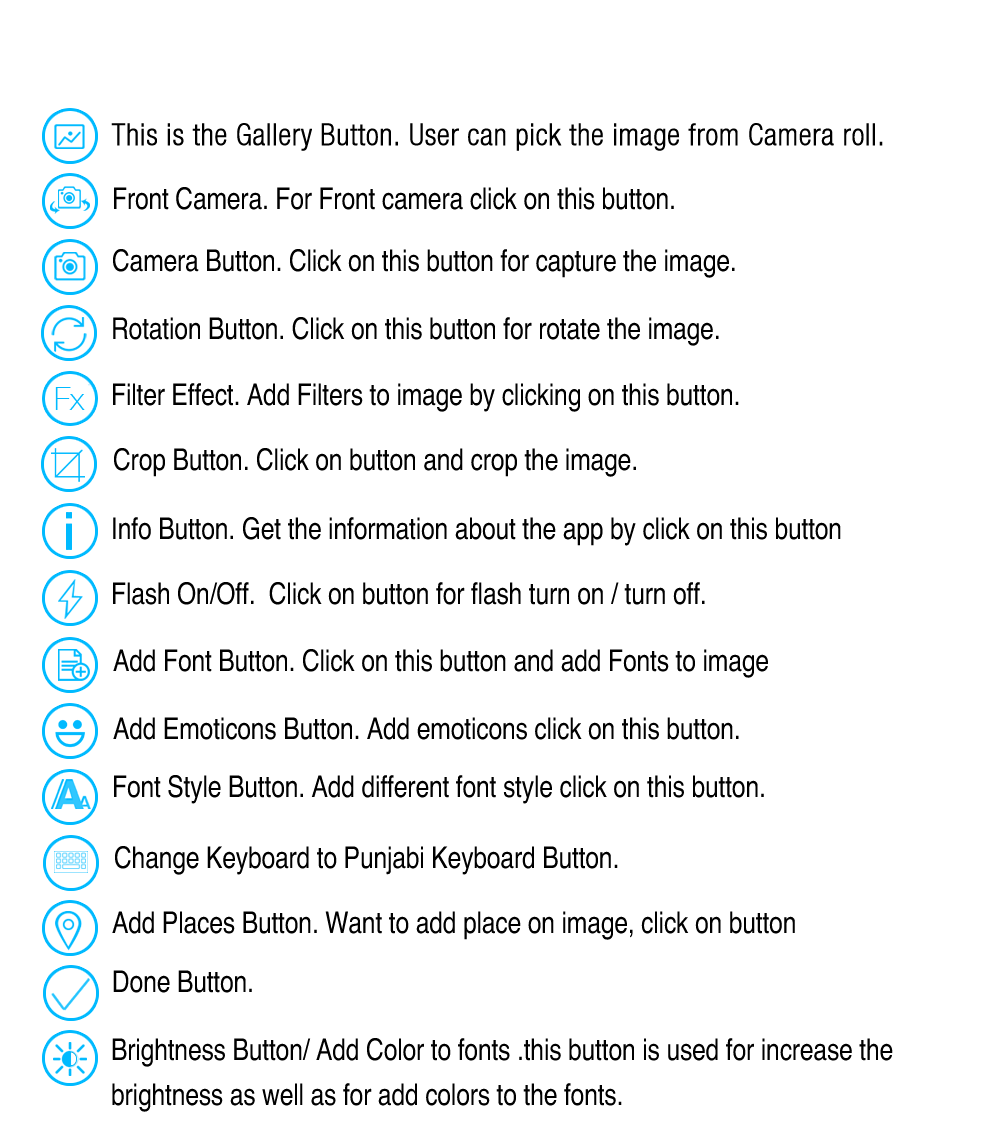 This is the Gallery Button. User can pick the image from Camera roll.
Front Camera. For Front camera click on this button.
Camera Button. Click on this button for capture the image.
Rotation Button. Click on this button for rotate the image.
Fx Filter Effect. Add Filters to image by clicking on this button.
Crop Button. Click on button and crop the image.
i Info Button. Get the information about the app by click on this button
Flash On/Off.  Click on button for flash turn on / turn off.
Add Font Button. Click on this button and add Fonts to image
Add Emoticons Button. Add emoticons click on this button.
AA Font Style Button. Add different font style click on this button.
Change Keyboard to Punjabi Keyboard Button.
Add Places Button. Want to add place on image, click on button
Done Button.
Brightness Button/ Add Color to fonts .this button is used for increase the
brightness as well as for add colors to the fonts.